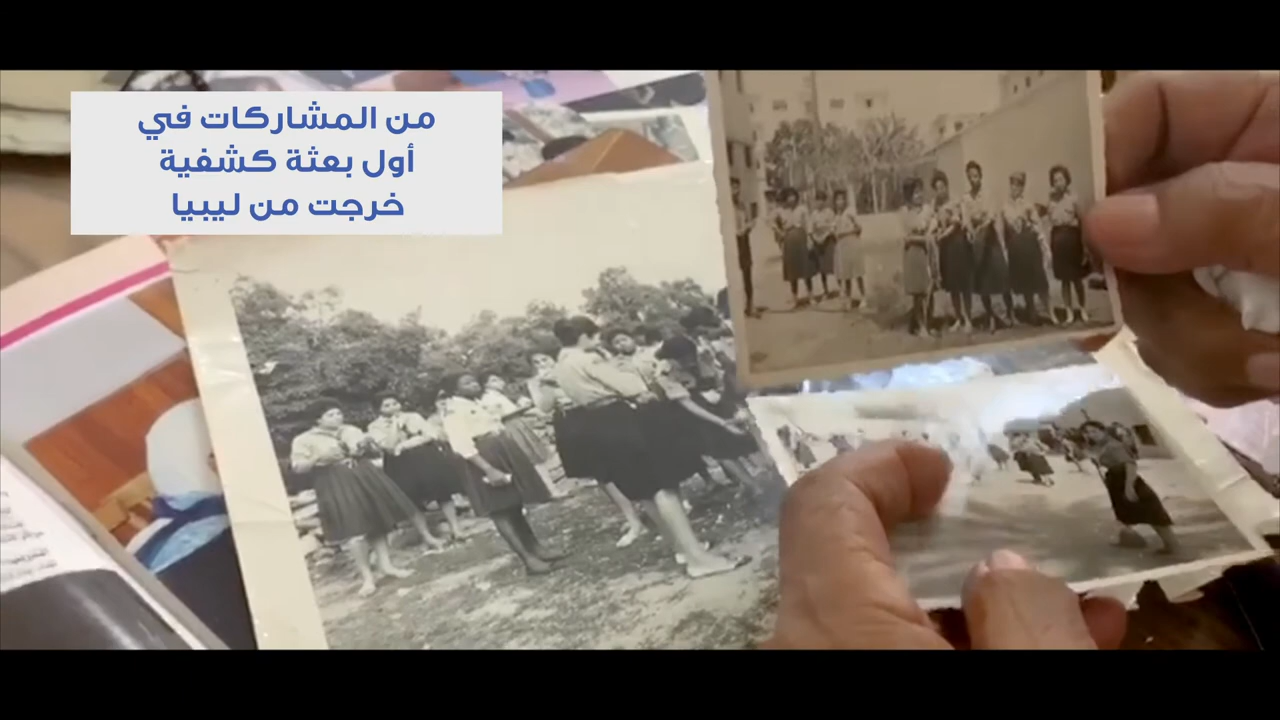 من المشاركات في
أول بعثة كشفية
خرجت من ليبيا